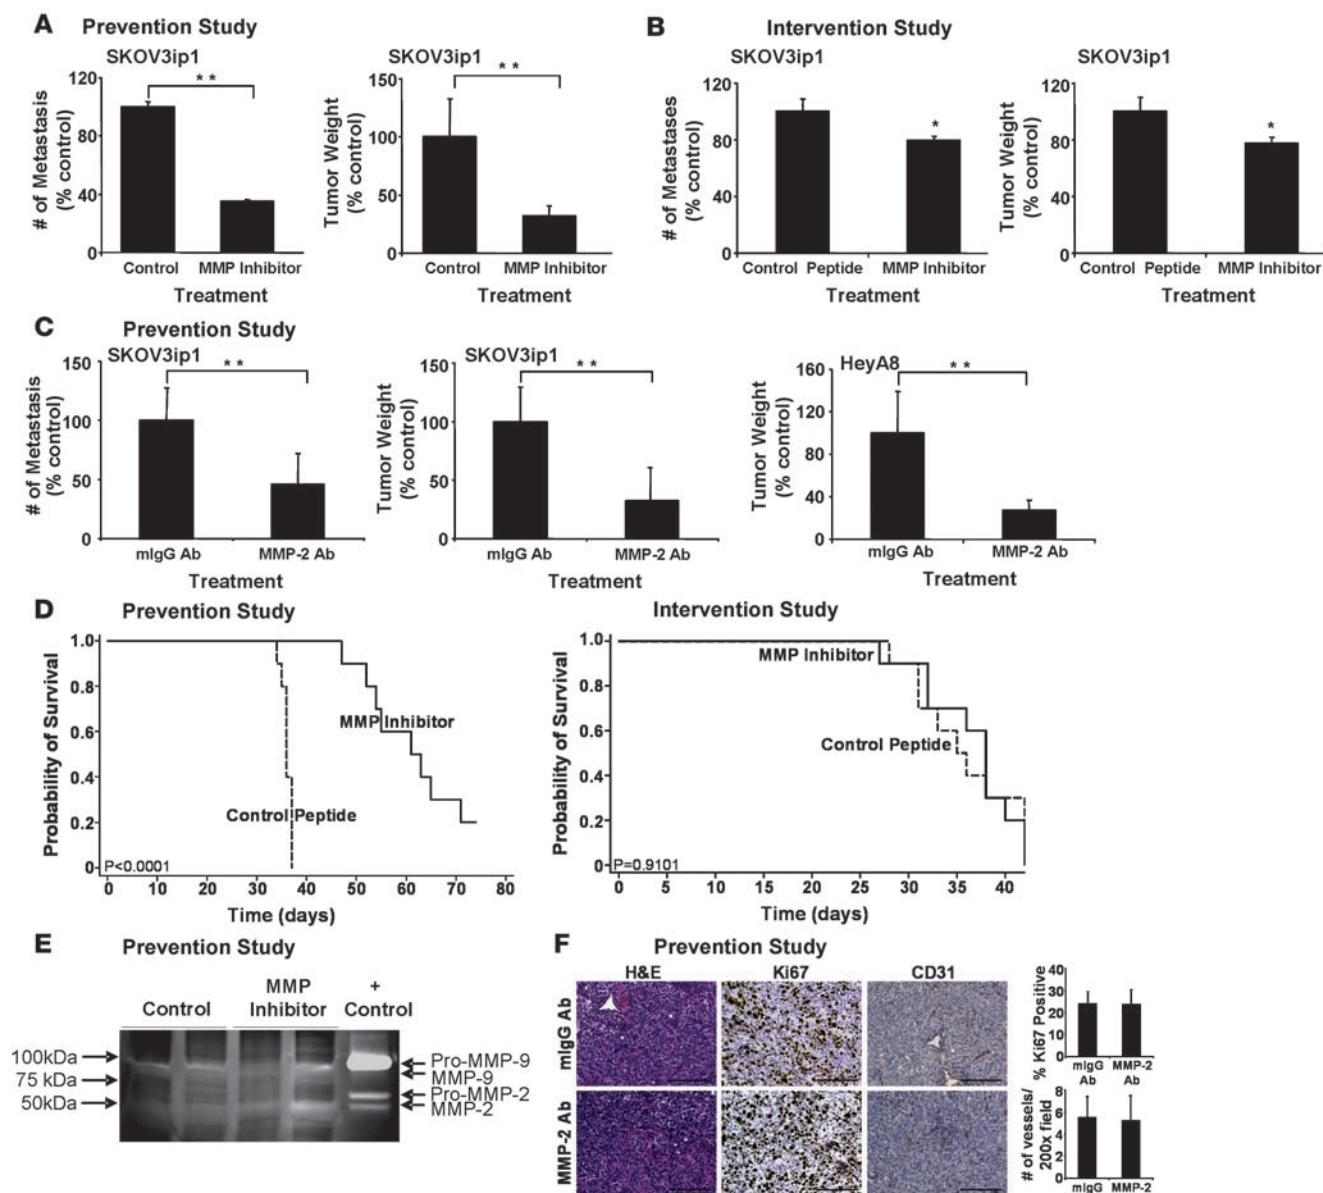 A Prevention Study
SKOV3ip1
# of Metastasis
(% control)
120
80
40
0
* *
Control MMP Inhibitor
Treatment
SKOV3ip1
Tumor Weight
(% control)
150
100
50
0
* *
Control MMP Inhibitor
Treatment
B Intervention Study
SKOV3ip1
# of Metastases
(% control)
120
80
40
0
*
Control Peptide MMP Inhibitor
Treatment
SKOV3ip1
Tumor Weight
(% control)
120
80
40
0
*
Control Peptide MMP Inhibitor
Treatment
C Prevention Study
SKOV3ip1
# of Metastasis
(% control)
150
100
50
0
* *
mIgG Ab MMP-2 Ab
Treatment
SKOV3ip1
Tumor Weight
(% control)
150
100
50
0
* *
mIgG Ab MMP-2 Ab
Treatment
HeyA8
Tumor Weight
(% control)
160
120
80
40
0
* *
mIgG Ab MMP-2 Ab
Treatment
D Prevention Study
Probability of Survival
1.0
0.8
0.6
0.4
0.2
0
MMP Inhibitor
Control Peptide
P<0.0001
0 10 20 30 40 50 60 70 80
Time (days)
Intervention Study
Probability of Survival
1.0
0.8
0.6
0.4
0.2
0
MMP Inhibitor
Control Peptide
P=0.9101
0 5 10 15 20 25 30 35 40
Time (days)
E Prevention Study
Control
MMP
Inhibitor
+
Control
100kDa
75 kDa
50kDa
Pro-MMP-9
MMP-9
Pro-MMP-2
MMP-2
F Prevention Study
H&E Ki67 CD31
mIgG Ab
MMP-2 Ab
% Ki67 Positive
40
30
20
10
0
mIgG MMP-2
Ab Ab
# of vessels/
200x field
8
6
4
2
0
mIgG MMP-2